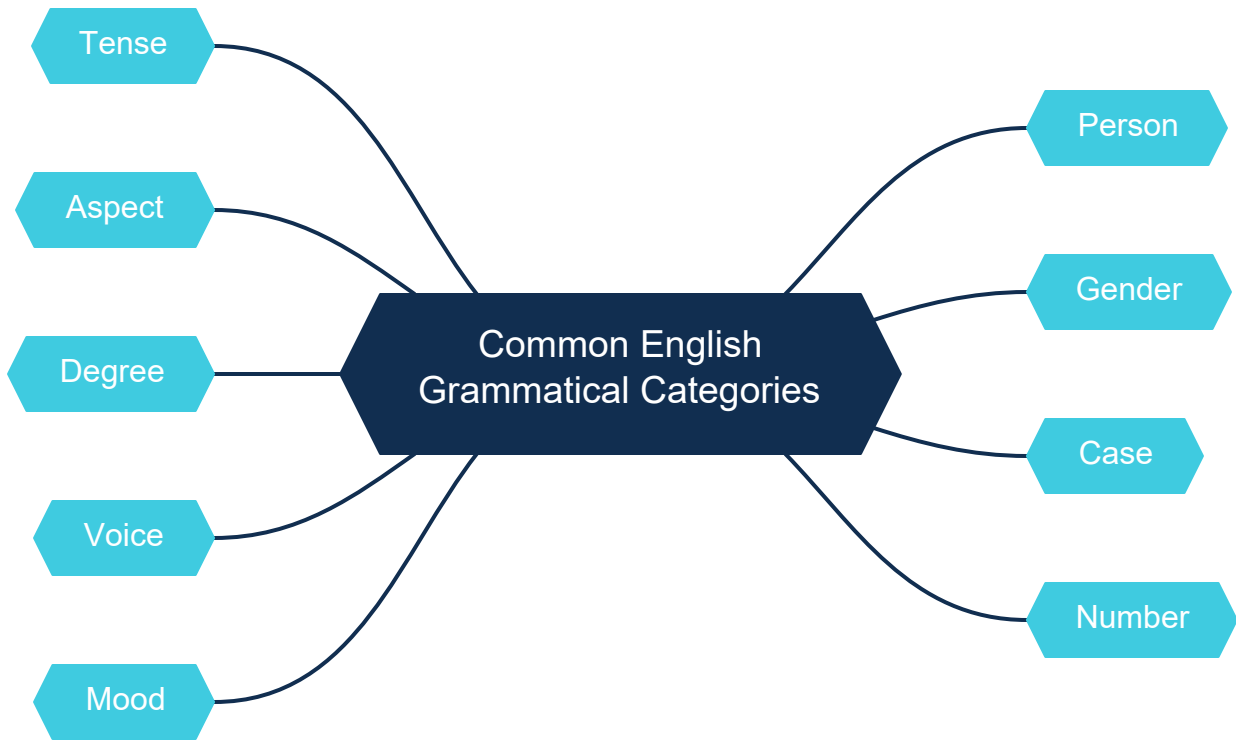 Common English
Grammatical Categories
Tense
Aspect
Degree
Voice
Mood
Person
Gender
Case
Number